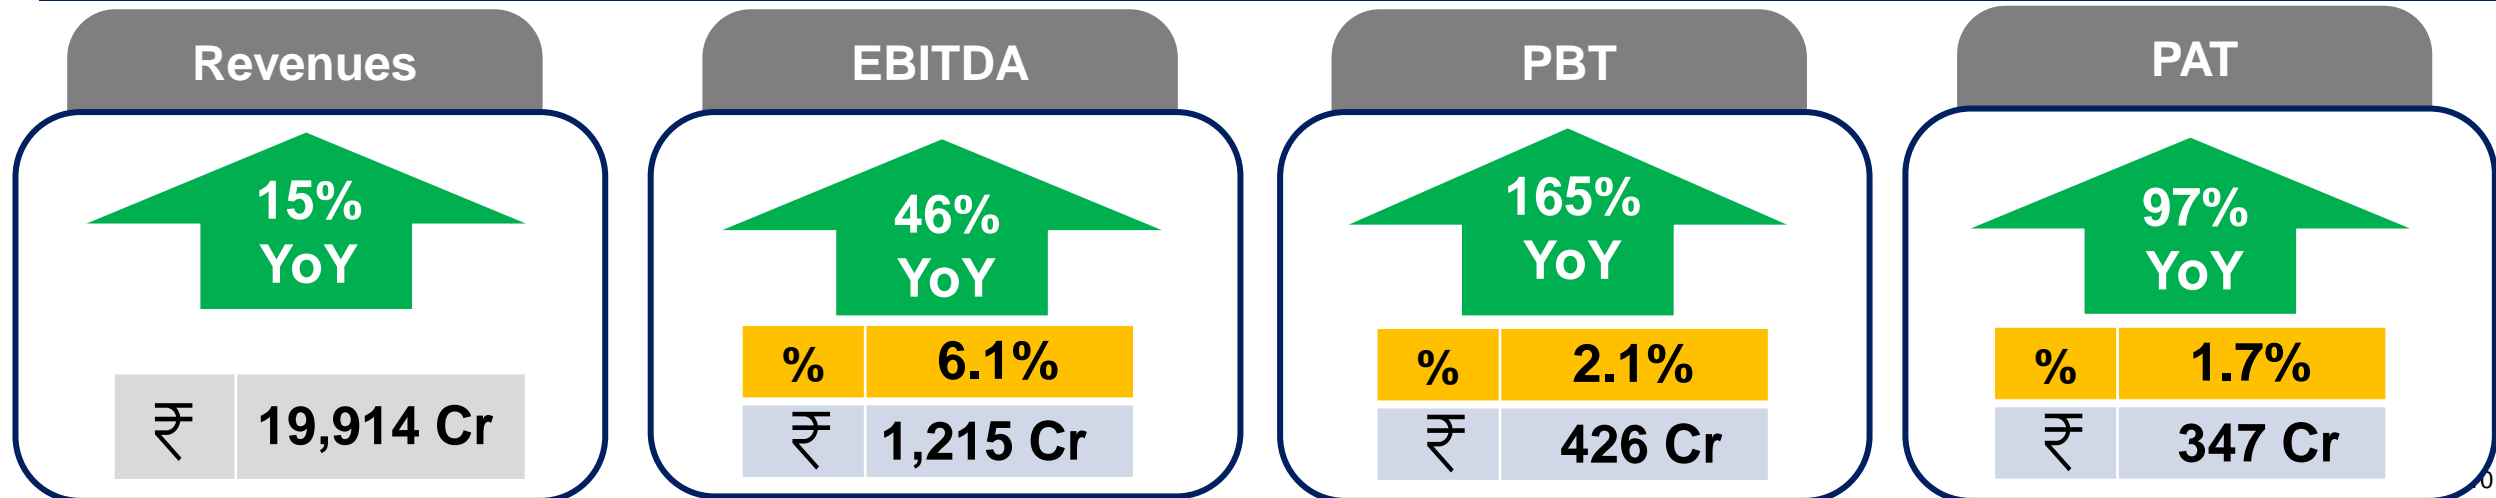 Revenues
15%
YoY
₹ 19,914 Cr
EBITDA
46%
YoY
% 6.1%
₹ 1,215 Cr
PBT
165%
YoY
% 2.1%
₹ 426 Cr
PAT
97%
YoY
% 1.7%
₹ 347 Cr